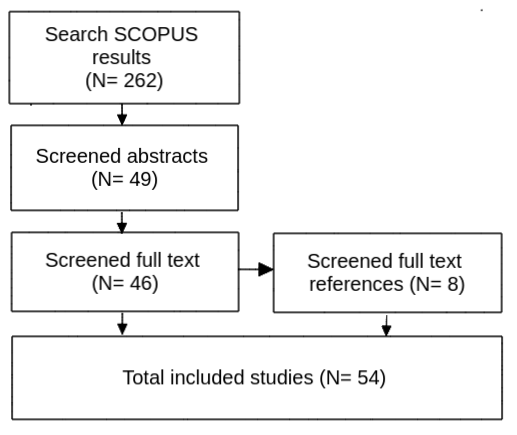 Search SCOPUS
results
(N= 262)
Screened abstracts
(N= 49)
Screened full text
(N= 46)
Screened full text
references (N= 8)
Total included studies (N= 54)